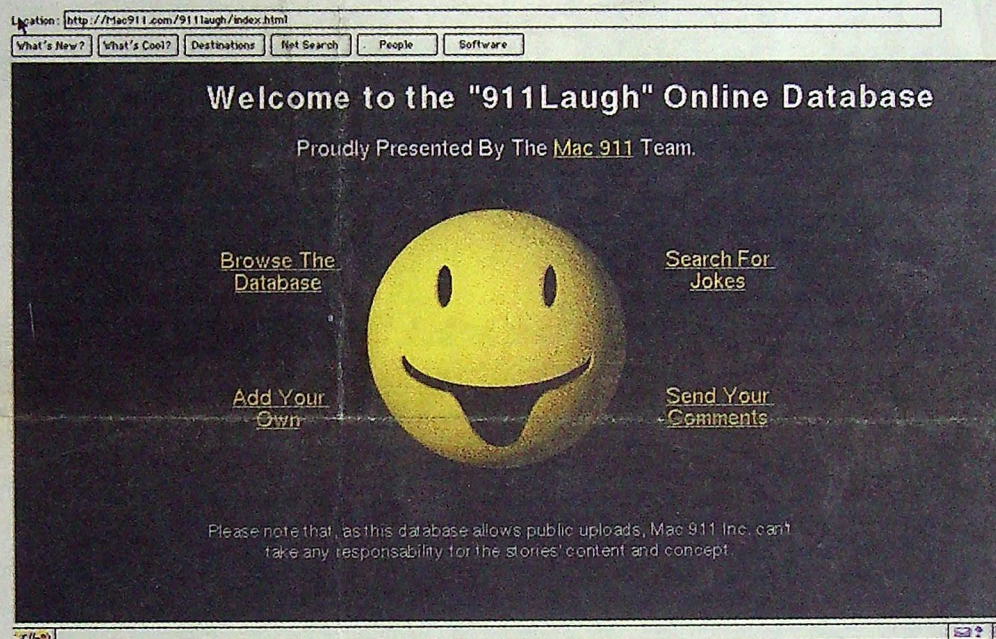 Location: http://Mac911.com/911laugh/index.html
What's New? What's Cool? Destinations Net Search People Software
Welcome to the "911Laugh" Online Database
Proudly Presented By The Mac 911 Team.
Browse The
Database
Search For
Jokes
Add Your
Own
Send Your
Comments
Please note that, as this database allows public uploads, Mac 911 Inc. can't
take any responsability for the stories' content and concept.